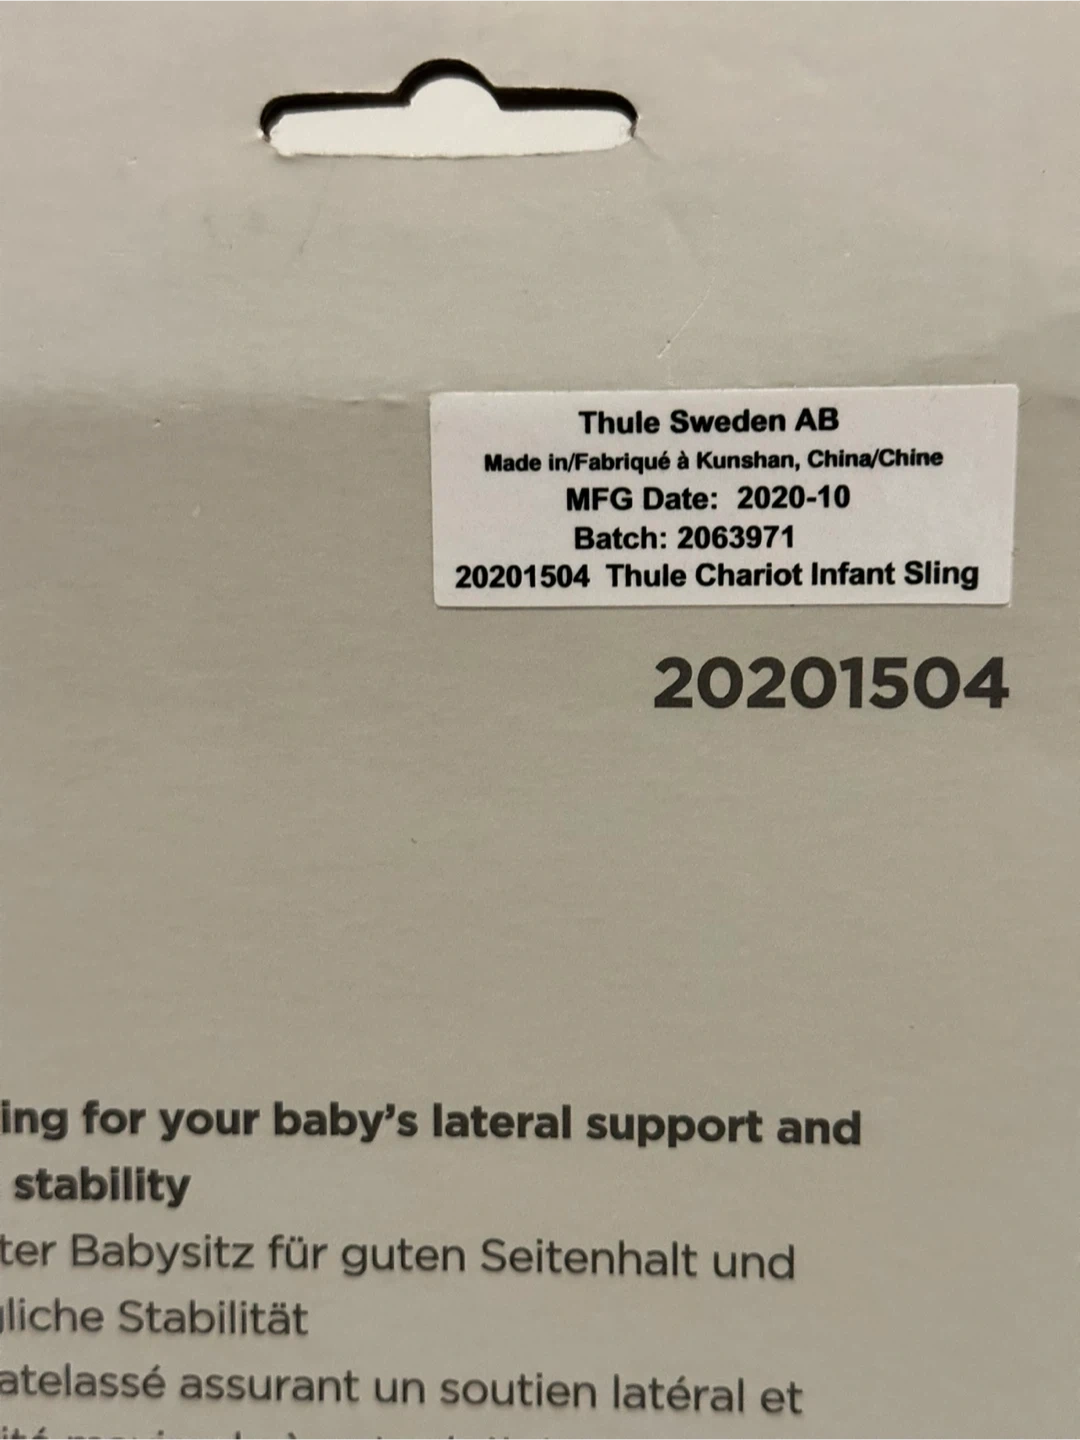 Thule Sweden AB
Made in/Fabriqué à Kunshan, China/Chine
MFG Date: 2020-10
Batch: 2063971
20201504 Thule Chariot Infant Sling
20201504
ing for your baby's lateral support and
stability
ter Babysitz für guten Seitenhalt und
gliche Stabilität
atelassé assurant un soutien latéral et